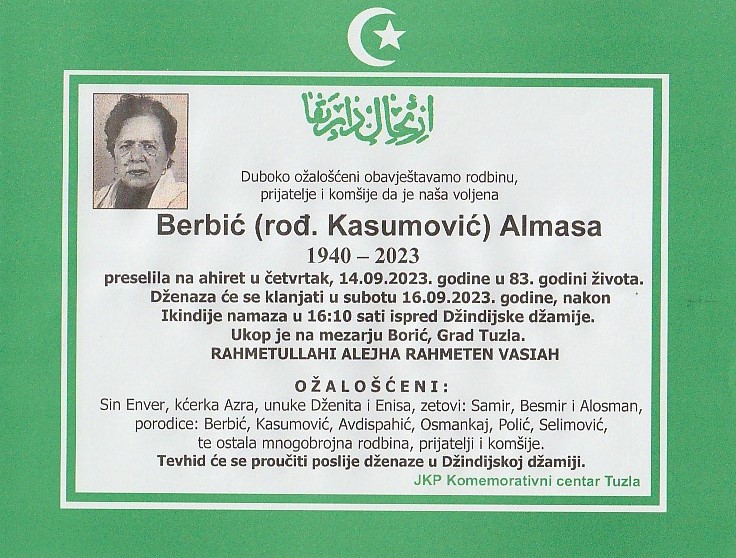 ارتحال دار بقا
Duboko ožalošćeni obavještavamo rodbinu,
prijatelje i komšije da je naša voljena
Berbić (rođ. Kasumović) Almasa
1940 – 2023
preselila na ahiret u četvrtak, 14.09.2023. godine u 83. godini života.
Dženaza će se klanjati u subotu 16.09.2023. godine, nakon
Ikindije namaza u 16:10 sati ispred Džindijske džamije.
Ukop je na mezarju Borić, Grad Tuzla.
RAHMETULLAHI ALEJHA RAHMETEN VASIAH
OŽALOŠĆENI:
Sin Enver, kćerka Azra, unuke Dženita i Enisa, zetovi: Samir, Besmir i Alosman,
porodice: Berbić, Kasumović, Avdispahić, Osmankaj, Polić, Selimović,
te ostala mnogobrojna rodbina, prijatelji i komšije.
Tevhid će se proučiti poslije dženaze u Džindijskoj džamiji.
JKP Komemorativni centar Tuzla